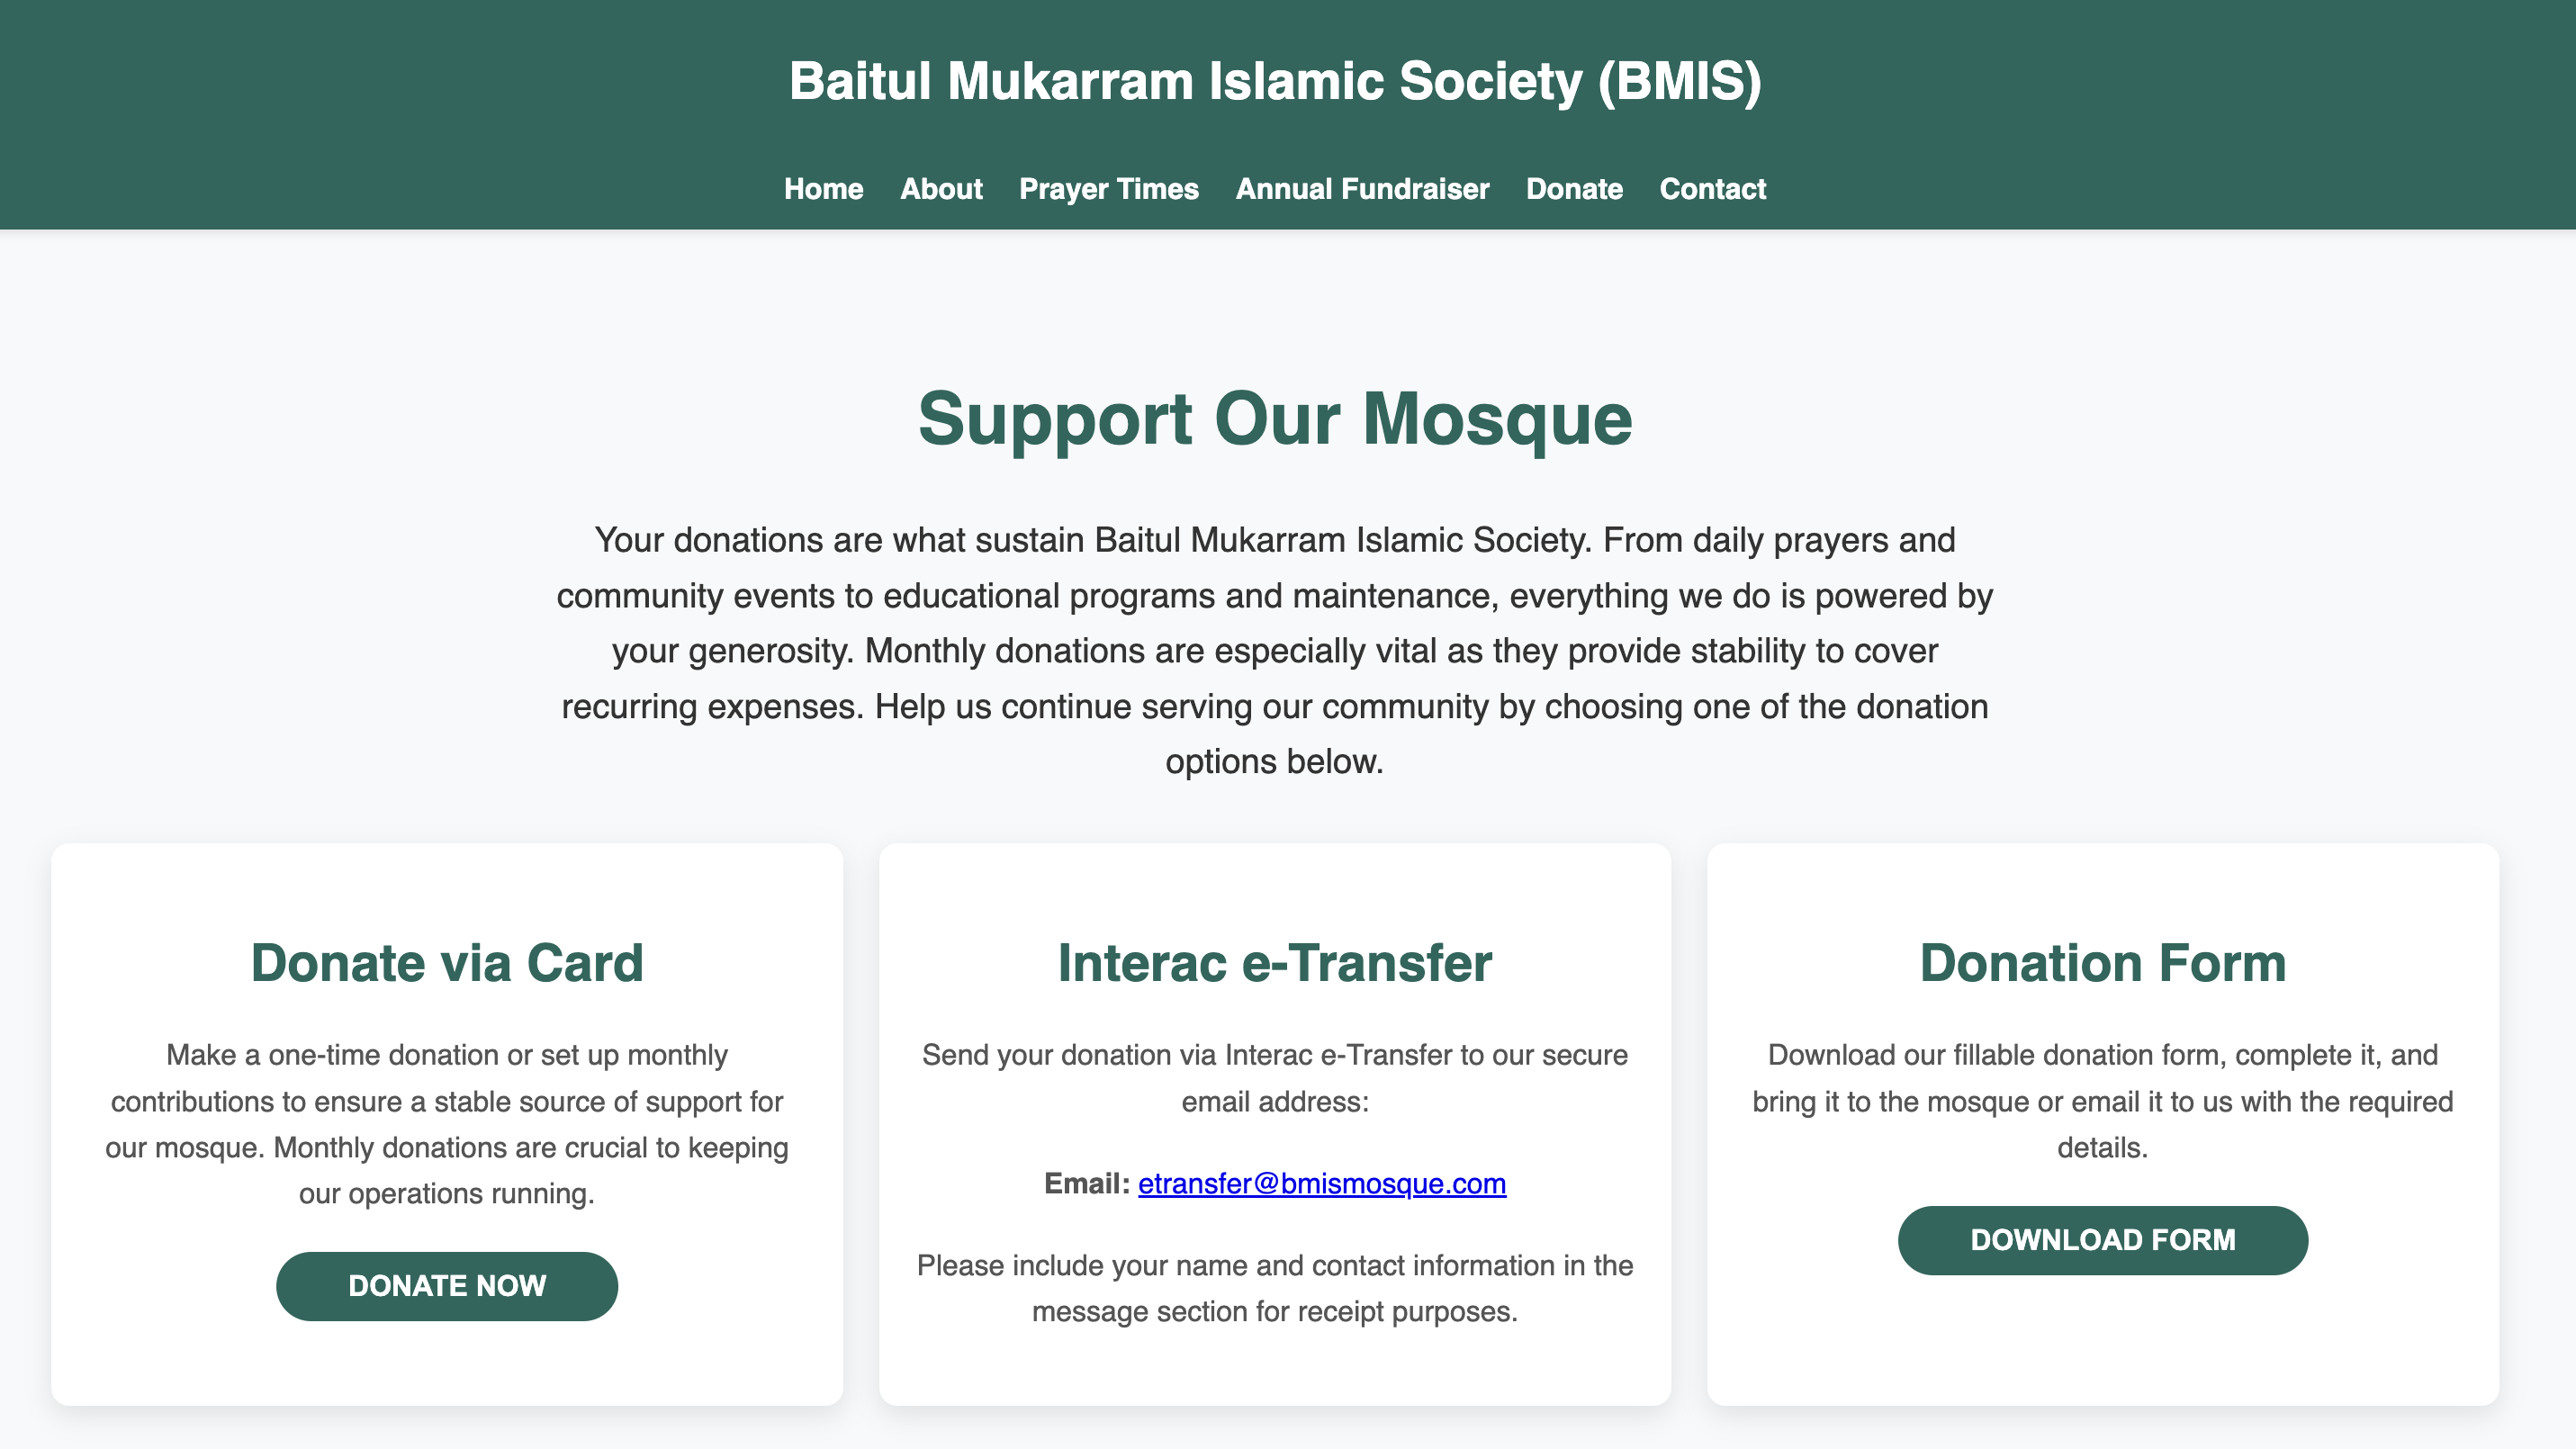 Baitul Mukarram Islamic Society (BMIS)
Home About Prayer Times Annual Fundraiser Donate Contact
Support Our Mosque
Your donations are what sustain Baitul Mukarram Islamic Society. From daily prayers and
community events to educational programs and maintenance, everything we do is powered by
your generosity. Monthly donations are especially vital as they provide stability to cover
recurring expenses. Help us continue serving our community by choosing one of the donation
options below.
Donate via Card
Make a one-time donation or set up monthly
contributions to ensure a stable source of support for
our mosque. Monthly donations are crucial to keeping
our operations running.
DONATE NOW
Interac e-Transfer
Send your donation via Interac e-Transfer to our secure
email address:
Email: etransfer@bmismosque.com
Please include your name and contact information in the
message section for receipt purposes.
Donation Form
Download our fillable donation form, complete it, and
bring it to the mosque or email it to us with the required
details.
DOWNLOAD FORM